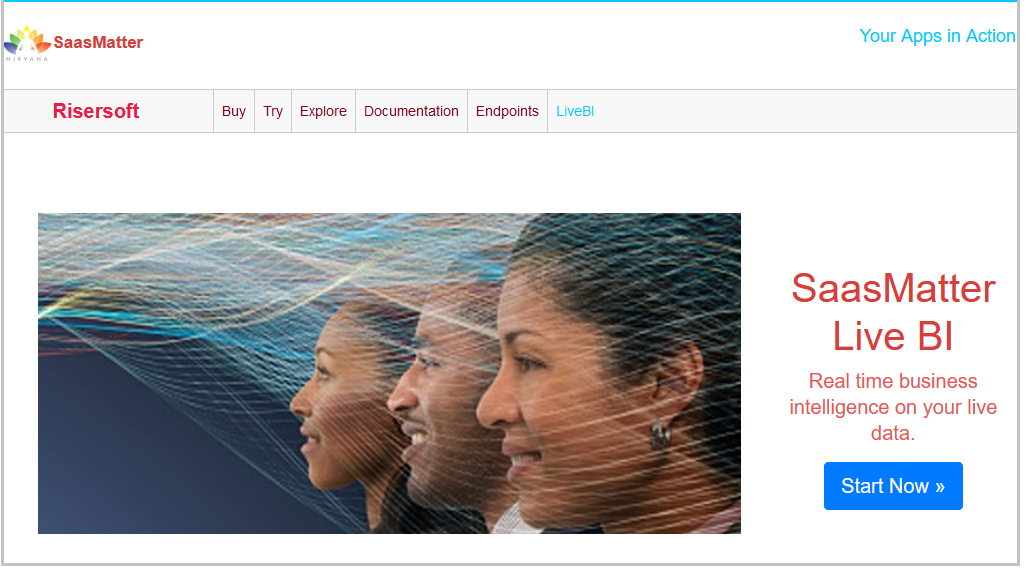 SaasMatter
NIRVANA
Your Apps in Action
Risersoft
Buy
Try
Explore
Documentation
Endpoints
LiveBI
SaasMatter
Live BI
Real time business
intelligence on your live
data.
Start Now »